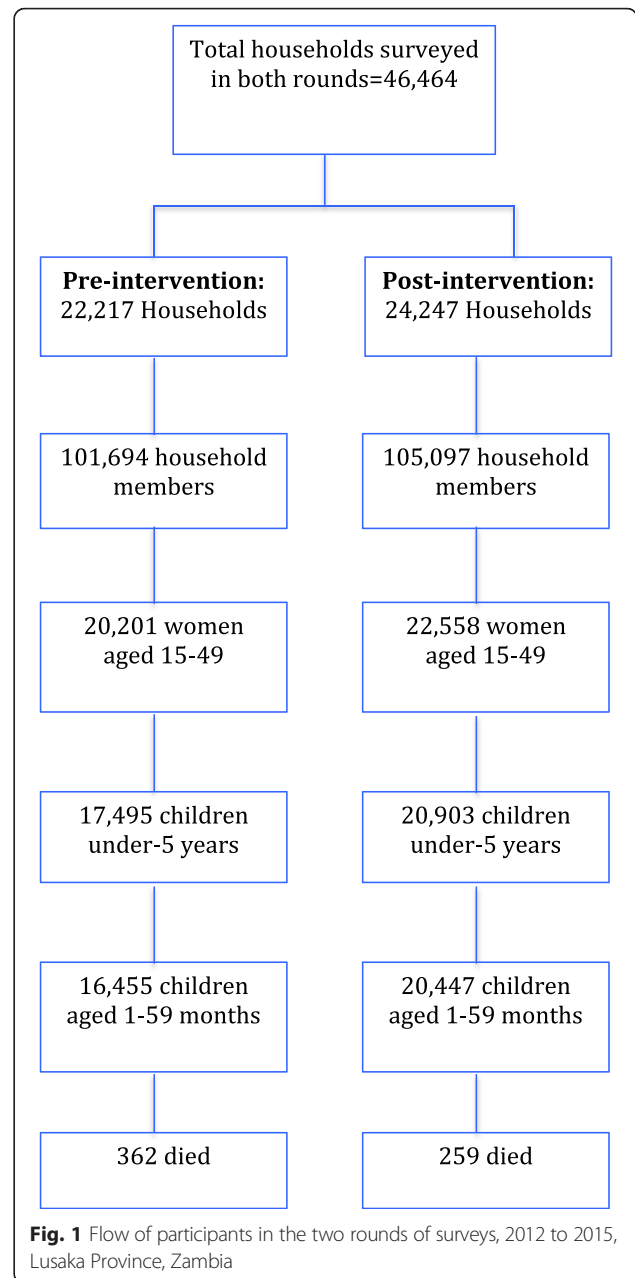 Total households surveyed
in both rounds=46,464
Pre-intervention:
22,217 Households
Post-intervention:
24,247 Households
101,694 household
members
105,097 household
members
20,201 women
aged 15-49
22,558 women
aged 15-49
17,495 children
under-5 years
20,903 children
under-5 years
16,455 children
aged 1-59 months
20,447 children
aged 1-59 months
362 died
259 died
Fig. 1 Flow of participants in the two rounds of surveys, 2012 to 2015,
Lusaka Province, Zambia